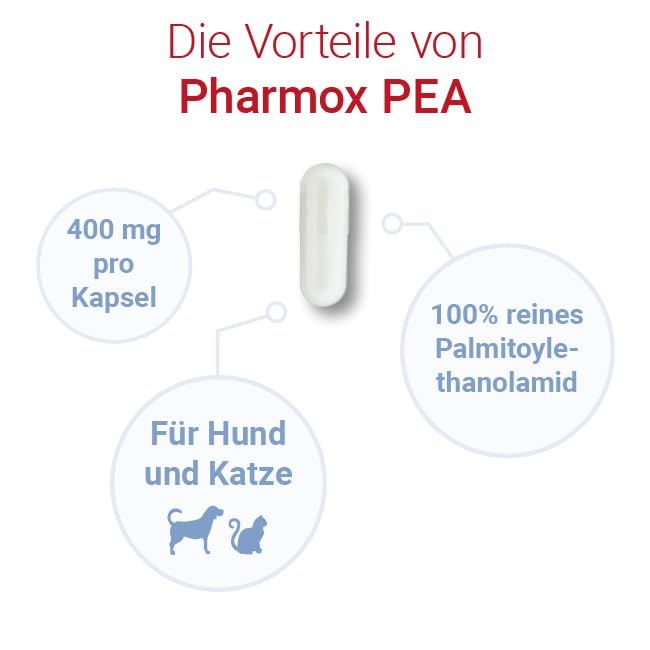 Die Vorteile von
Pharmox PEA
400 mg
pro
Kapsel
100% reines
Palmitoyle-
thanolamid
Für Hund
und Katze